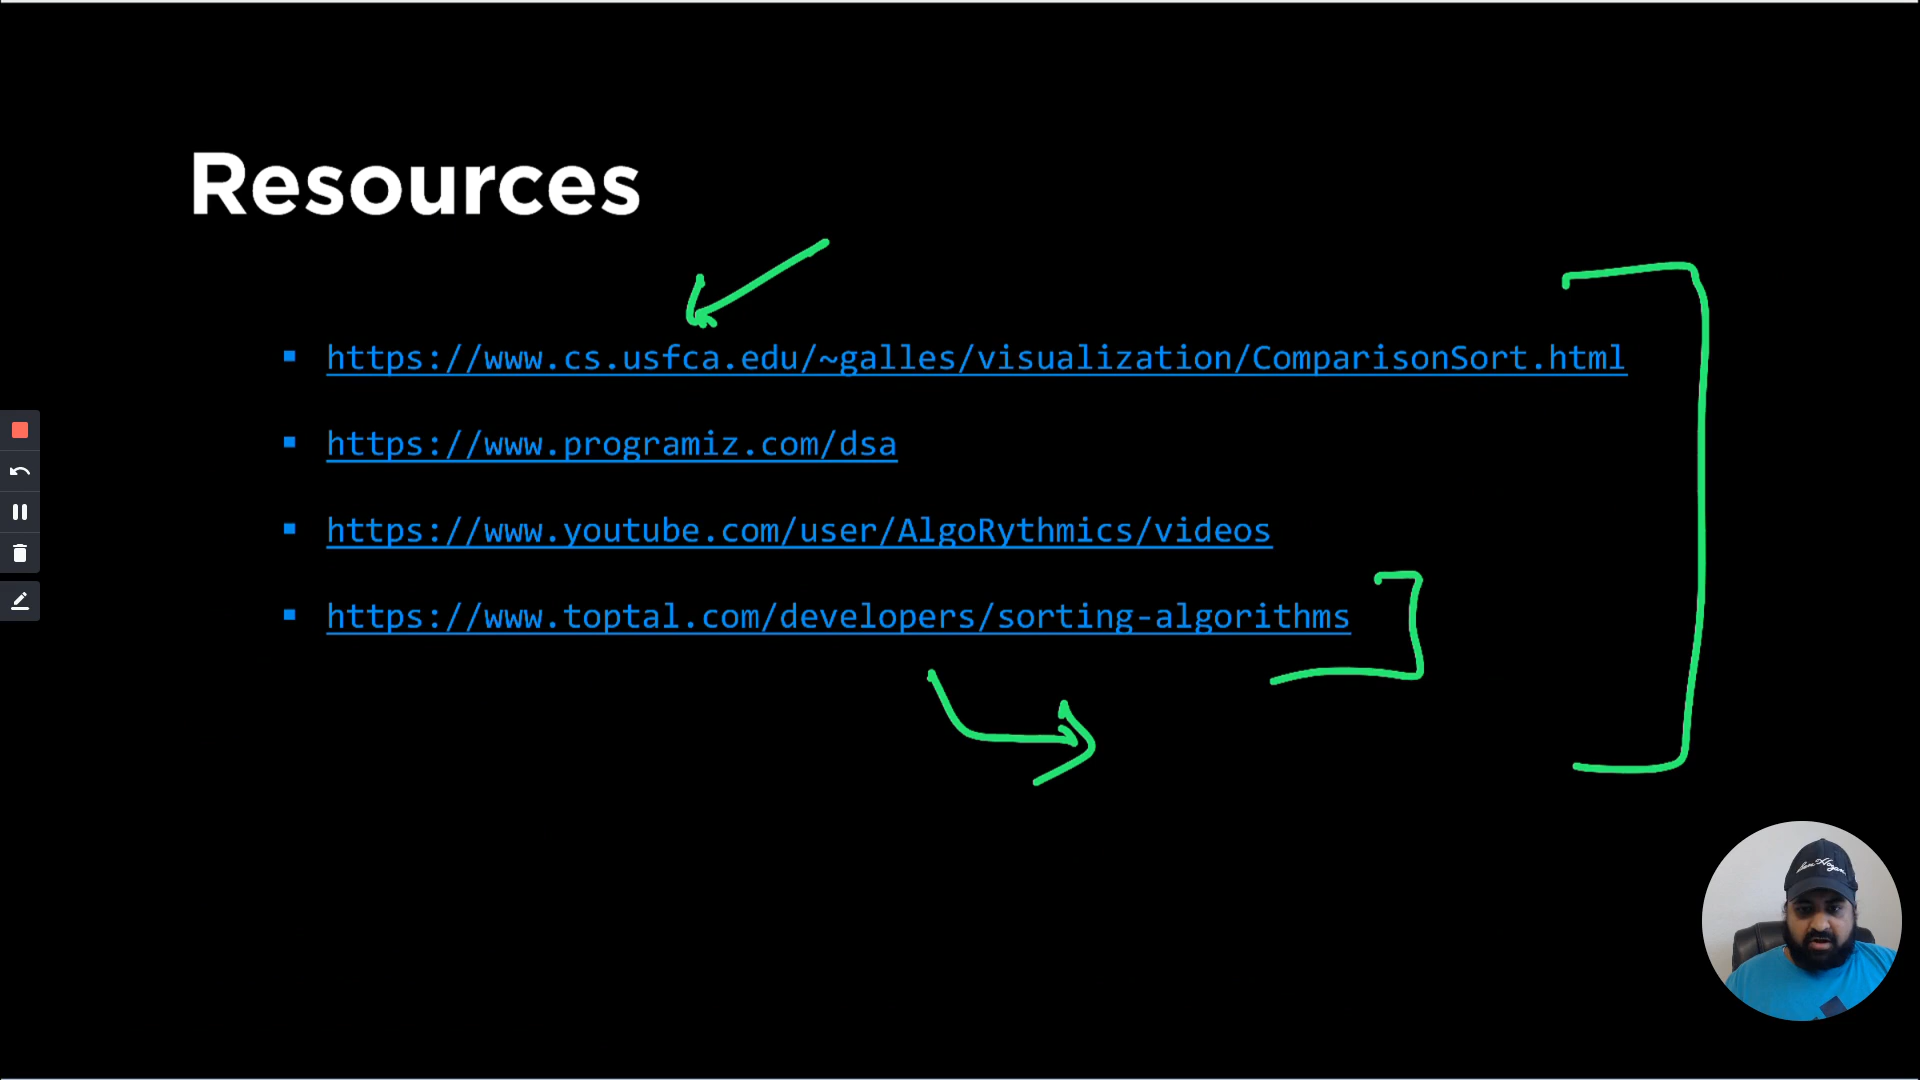 Resources
https://www.cs.usfca.edu/~galles/visualization/ComparisonSort.html
https://www.programiz.com/dsa
https://www.youtube.com/user/AlgoRythmics/videos
https://www.toptal.com/developers/sorting-algorithms